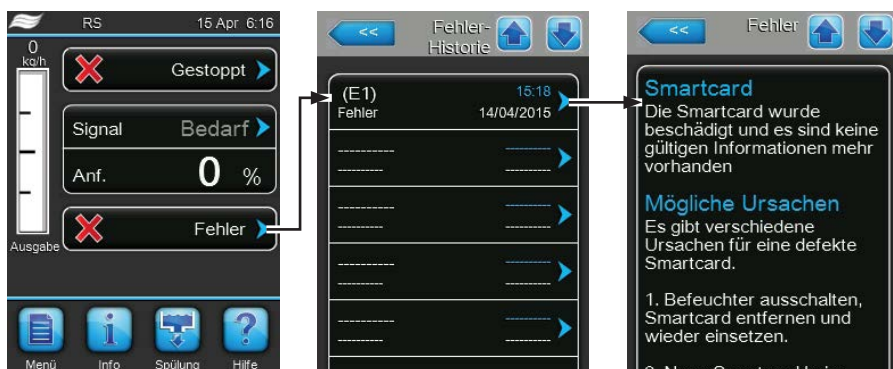 RS 15 Apr 6:16
0
kg/h
Gestoppt
Signal Bedarf
Anf. 0 %
Fehler
Ausgabe
Menü Info Spülung Hilfe
<< Fehler-
Historie
(E1) 15:18
Fehler 14/04/2015
---------- ----------
---------- ----------
---------- ----------
---------- ----------
---------- ----------
---------- ----------
---------- ----------
---------- ----------
<< Fehler
Smartcard
Die Smartcard wurde
beschädigt und es sind keine
gültigen Informationen mehr
vorhanden
Mögliche Ursachen
Es gibt verschiedene
Ursachen für eine defekte
Smartcard.
1. Befeuchter ausschalten,
Smartcard entfernen und
wieder einsetzen.